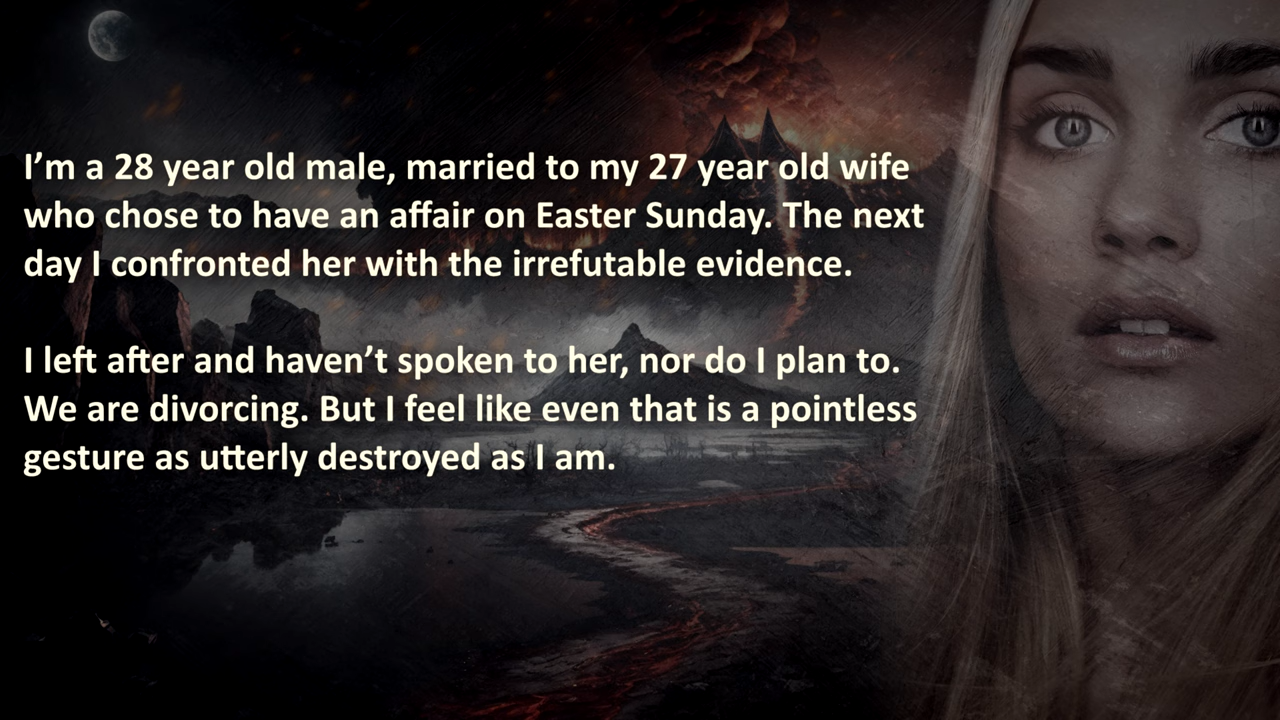 I’m a 28 year old male, married to my 27 year old wife
who chose to have an affair on Easter Sunday. The next
day I confronted her with the irrefutable evidence.
I left after and haven’t spoken to her, nor do I plan to.
We are divorcing. But I feel like even that is a pointless
gesture as utterly destroyed as I am.